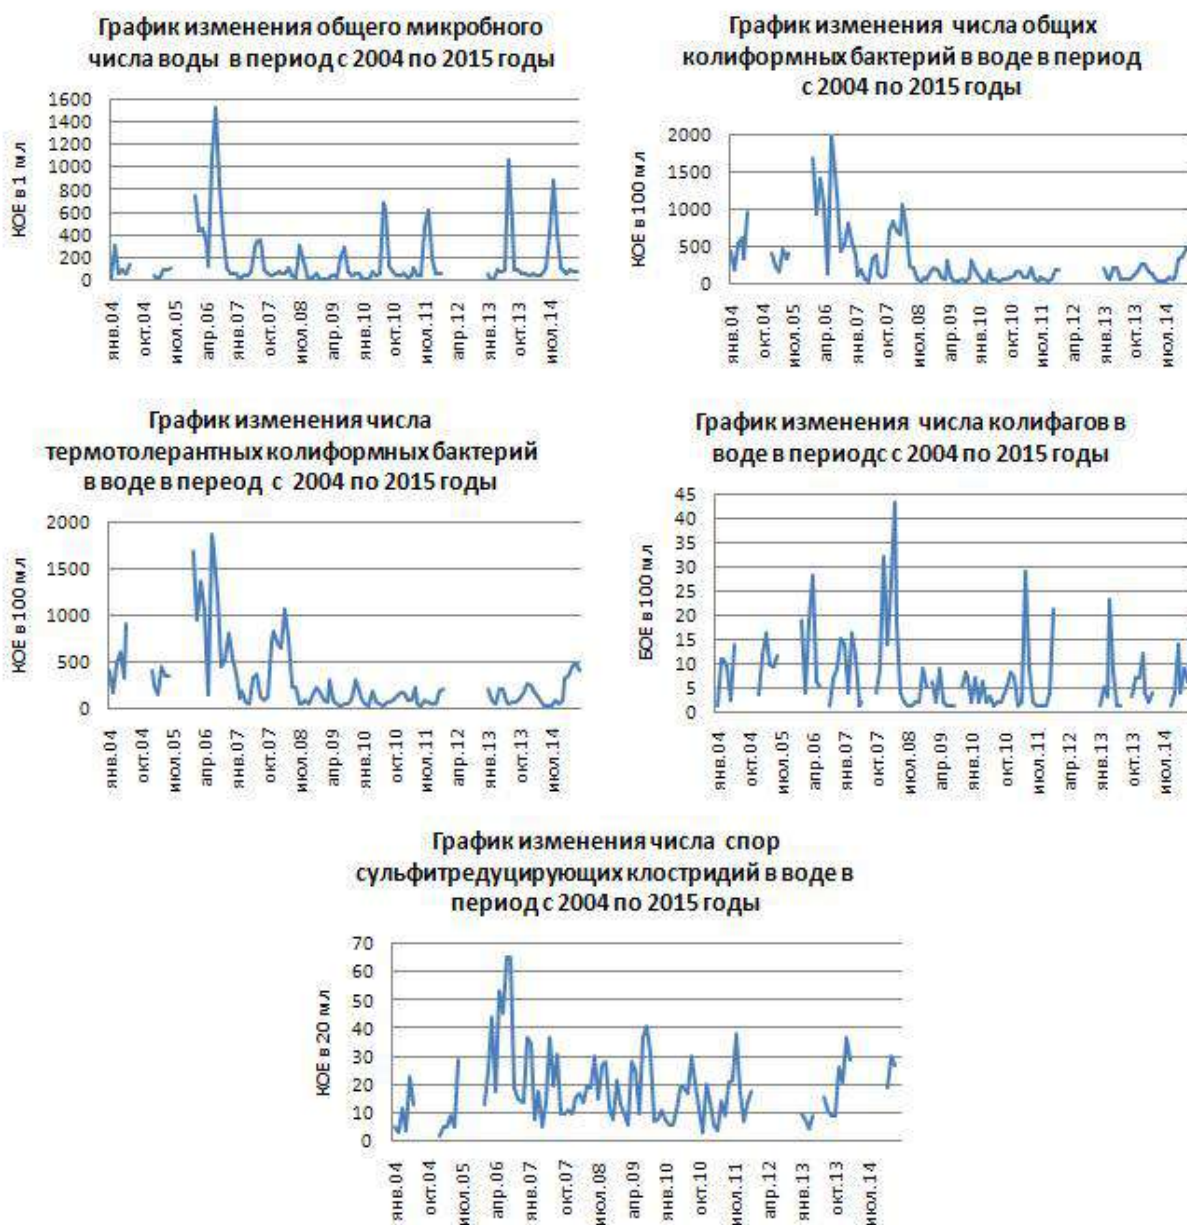 График изменения общего микробного
числа воды в период с 2004 по 2015 годы
КОЕ в 1 мл
1600
1400
1200
1000
800
600
400
200
0
янв.04
окт.04
июл.05
апр.06
янв.07
окт.07
июл.08
апр.09
янв.10
окт.10
июл.11
апр.12
янв.13
окт.13
июл.14
График изменения числа общих
колиформных бактерий в воде в период
с 2004 по 2015 годы
КОЕ в 100 мл
2000
1500
1000
500
0
янв.04
окт.04
июл.05
апр.06
янв.07
окт.07
июл.08
апр.09
янв.10
окт.10
июл.11
апр.12
янв.13
окт.13
июл.14
График изменения числа
термотолерантных колиформных бактерий
в воде в переод с 2004 по 2015 годы
КОЕ в 100 мл
2000
1500
1000
500
0
янв.04
окт.04
июл.05
апр.06
янв.07
окт.07
июл.08
апр.09
янв.10
окт.10
июл.11
апр.12
янв.13
окт.13
июл.14
График изменения числа колифагов в
воде в периодс с 2004 по 2015 годы
БОЕ в 100 мл
45
40
35
30
25
20
15
10
5
0
янв.04
окт.04
июл.05
апр.06
янв.07
окт.07
июл.08
апр.09
янв.10
окт.10
июл.11
апр.12
янв.13
окт.13
июл.14
График изменения числа спор
сульфитредуцирующих клостридий в воде в
период с 2004 по 2015 годы
КОЕ в 20 мл
70
60
50
40
30
20
10
0
янв.04
окт.04
июл.05
апр.06
янв.07
окт.07
июл.08
апр.09
янв.10
окт.10
июл.11
апр.12
янв.13
окт.13
июл.14